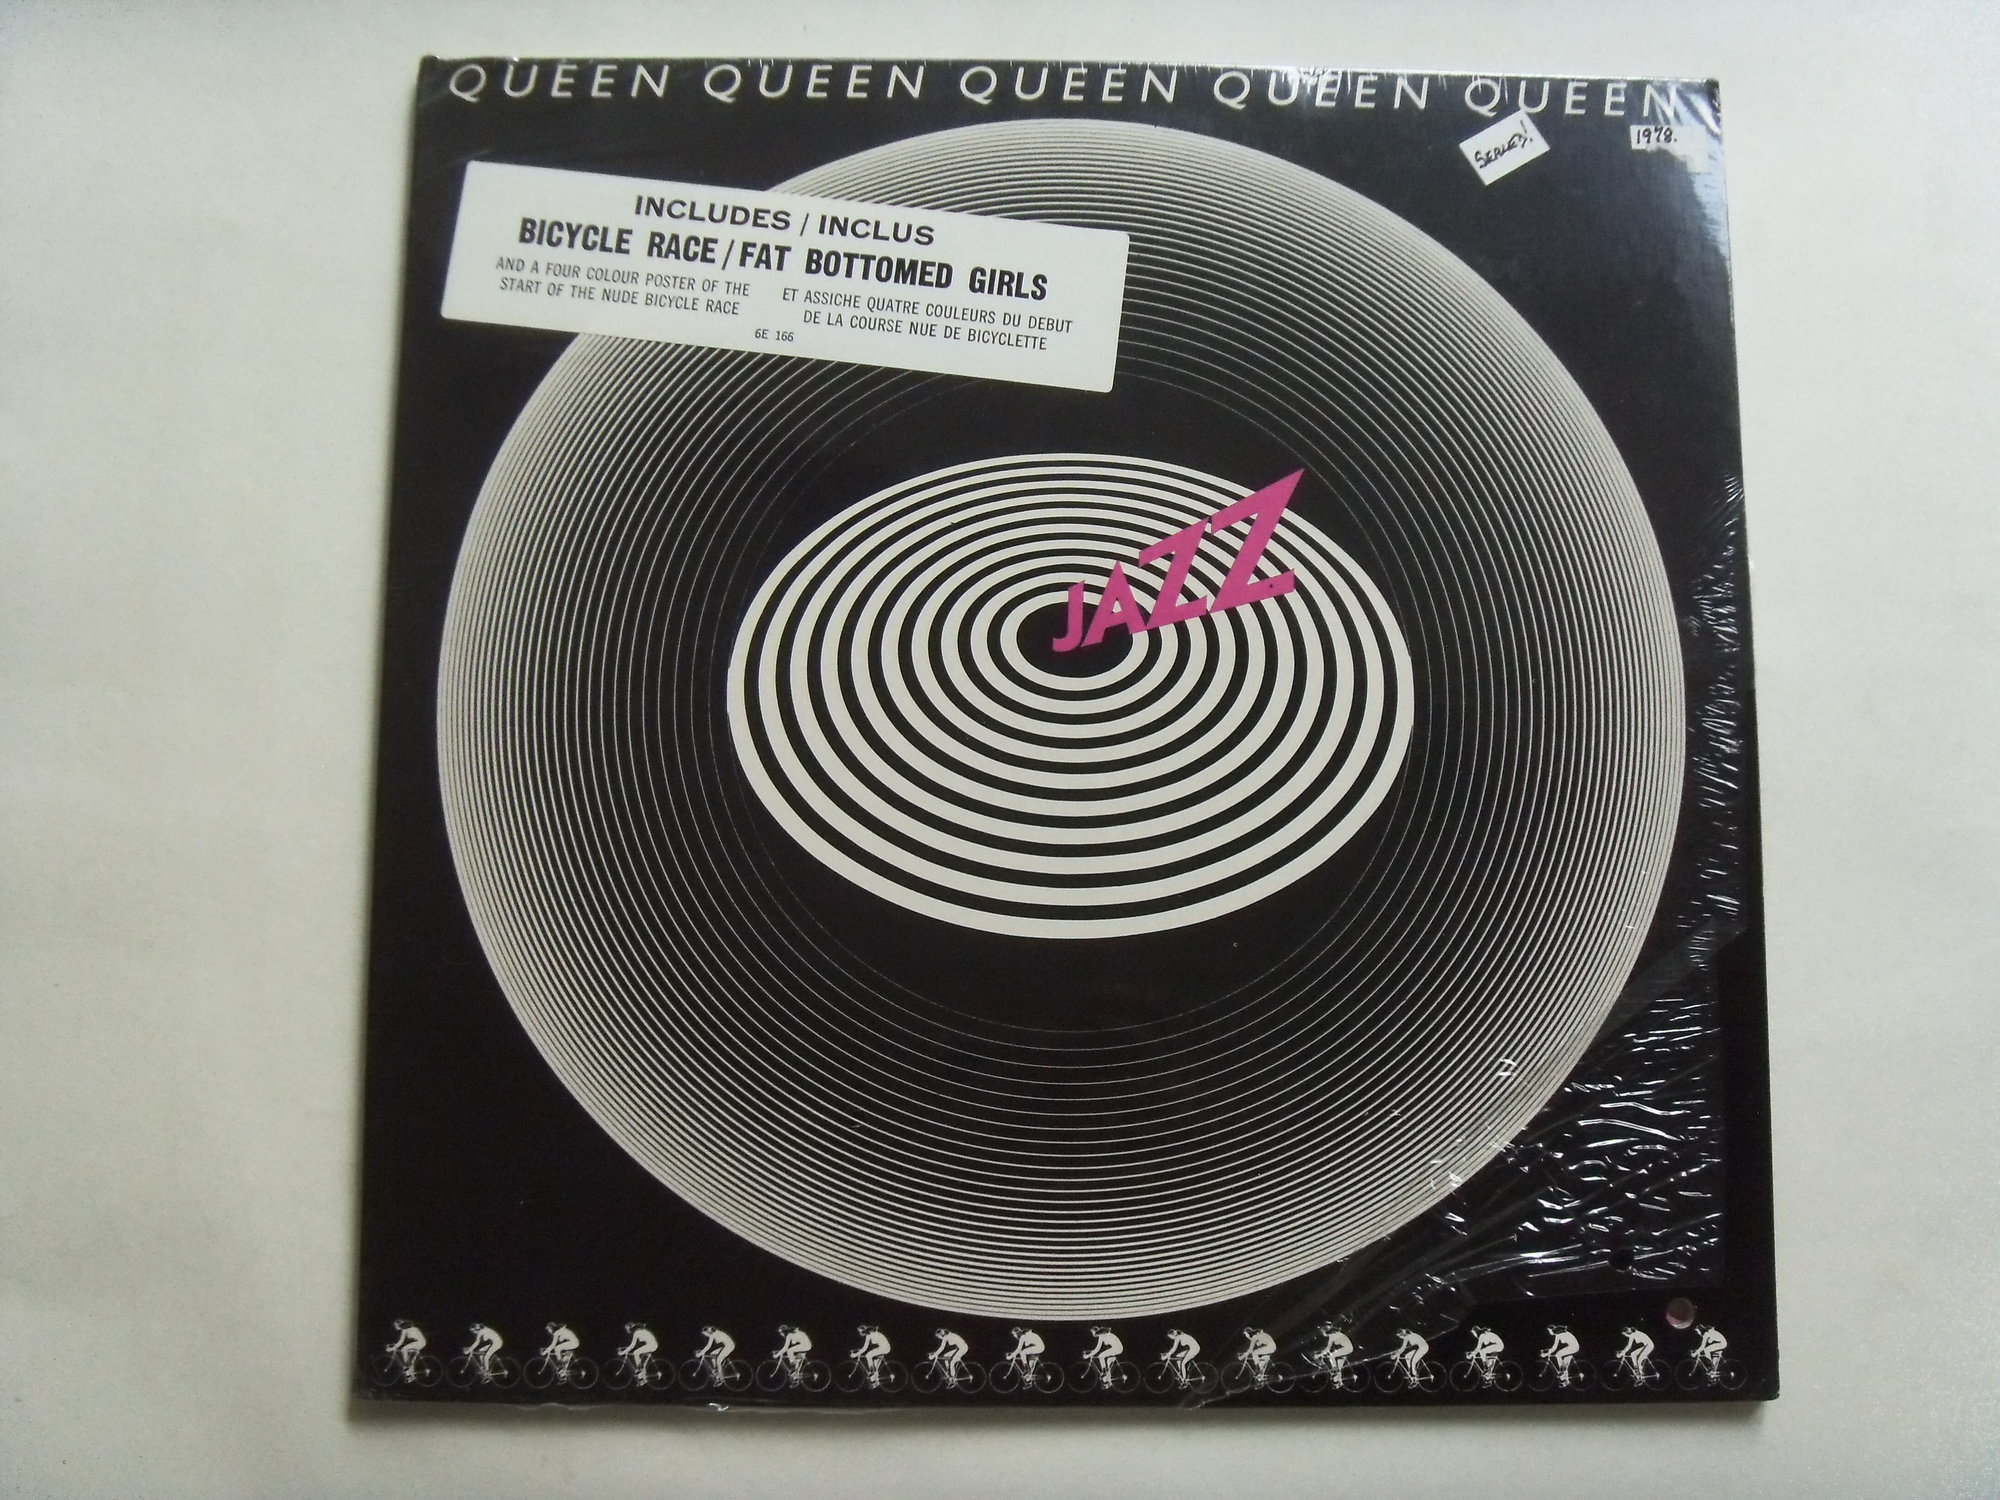 QUEEN QUEEN QUEEN QUEEN QUEEN
SEALED!
1978.
INCLUDES / INCLUS
BICYCLE RACE / FAT BOTTOMED GIRLS
AND A FOUR COLOUR POSTER OF THE
START OF THE NUDE BICYCLE RACE
ET ASSICHE QUATRE COULEURS DU DEBUT
DE LA COURSE NUE DE BICYCLETTE
6E 166
JAZZ